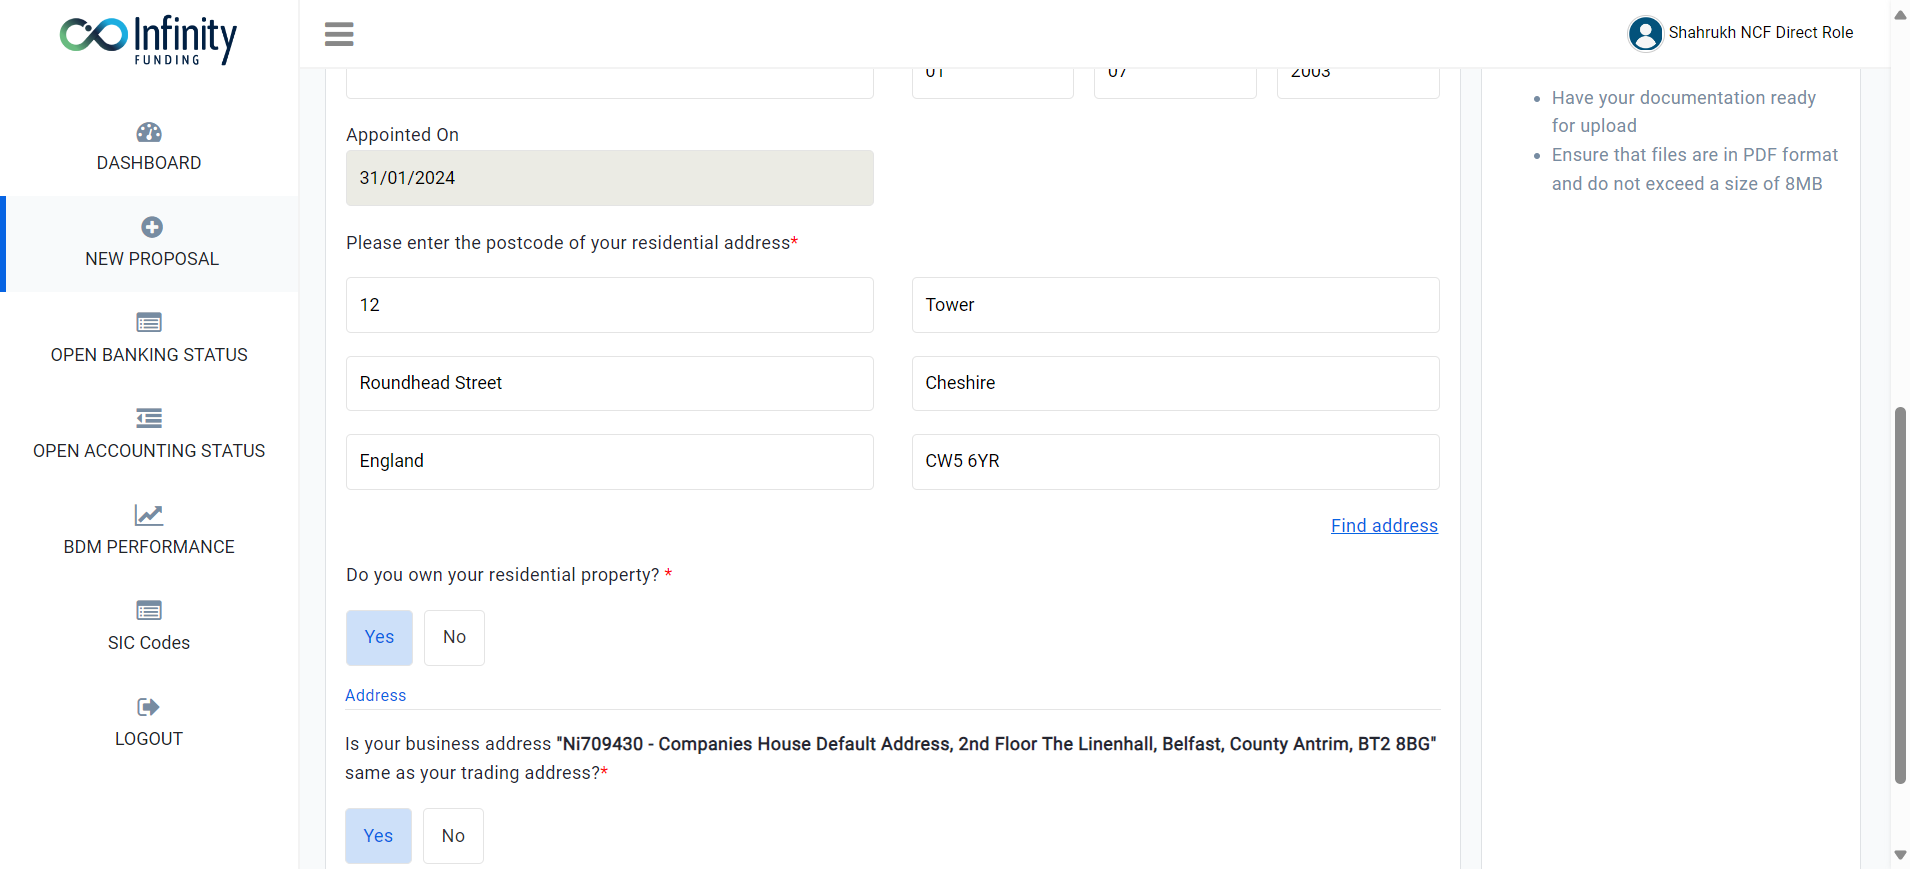 Infinity
FUNDING
Shahrukh NCF Direct Role
DASHBOARD
NEW PROPOSAL
OPEN BANKING STATUS
OPEN ACCOUNTING STATUS
BDM PERFORMANCE
SIC Codes
LOGOUT
01 07 2003
Appointed On
31/01/2024
Please enter the postcode of your residential address*
12 Tower
Roundhead Street Cheshire
England CW5 6YR
Find address
Do you own your residential property? *
Yes No
Address
Is your business address "Ni709430 - Companies House Default Address, 2nd Floor The Linenhall, Belfast, County Antrim, BT2 8BG"
same as your trading address?*
Yes No
• Have your documentation ready
for upload
• Ensure that files are in PDF format
and do not exceed a size of 8MB